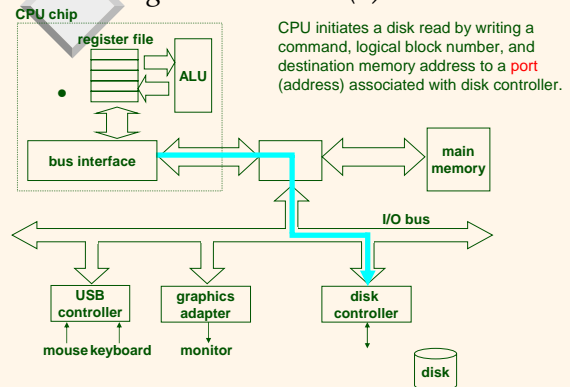 CPU chip
register file
ALU
CPU initiates a disk read by writing a
command, logical block number, and
destination memory address to a port
(address) associated with disk controller.
bus interface
main
memory
I/O bus
USB
controller
graphics
adapter
disk
controller
mouse keyboard
monitor
disk